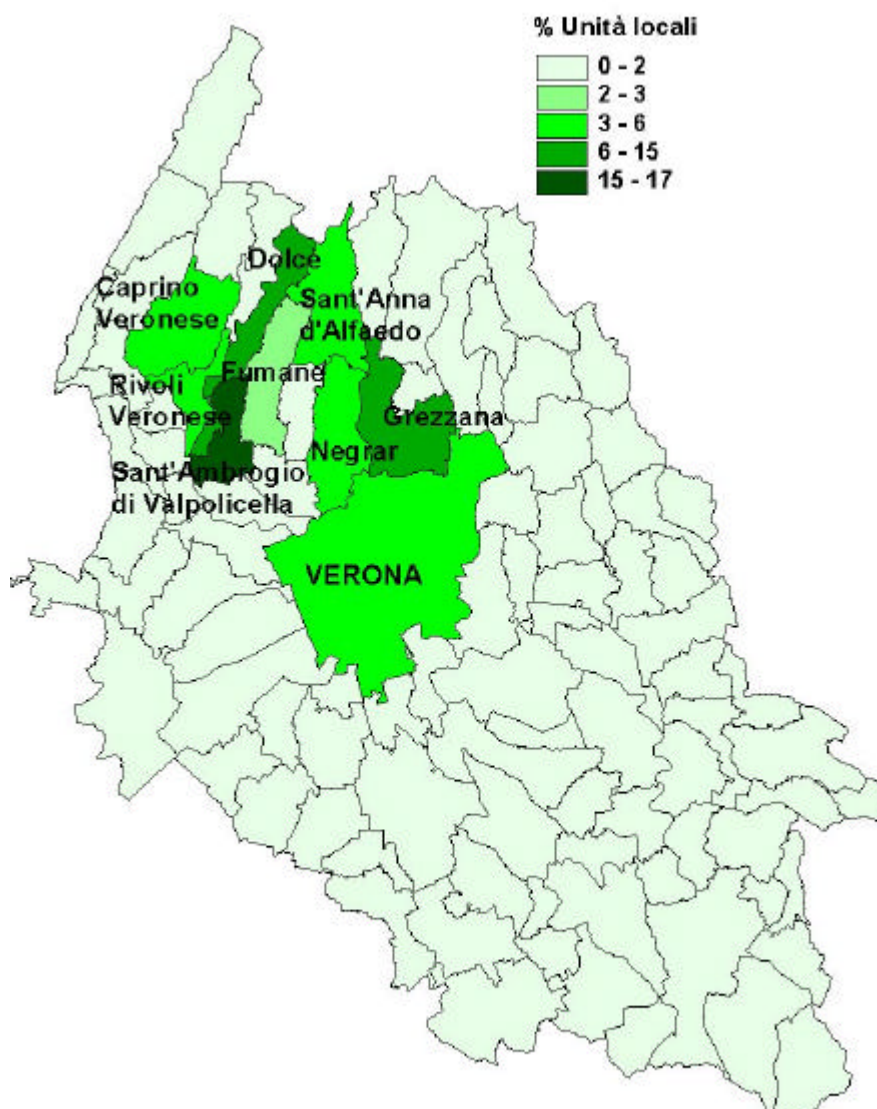 % Unità locali
0 - 2
2 - 3
3 - 6
6 - 15
15 - 17
Dolce
Caprino
Veronese
Sant'Anna
d'Alfaedo
Fumane
Rivoli
Veronese
Grezzana
Negrar
Sant'Ambrogio
di Valpolicella
VERONA